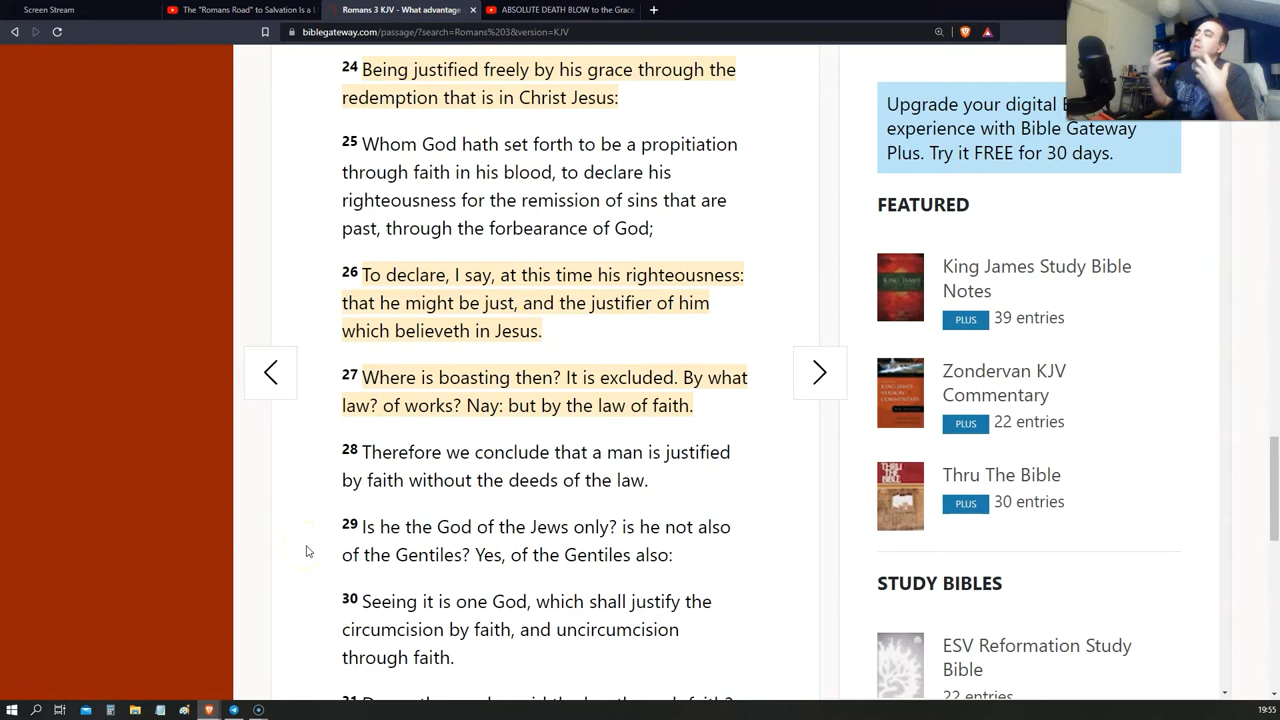 Screen Stream
The "Romans Road" to Salvation Is a L
Romans 3 KJV - What advantage
ABSOLUTE DEATH BLOW to the Grace
biblegateway.com/passage/?search=Romans%203&version=KJV
24 Being justified freely by his grace through the
redemption that is in Christ Jesus:
25 Whom God hath set forth to be a propitiation
through faith in his blood, to declare his
righteousness for the remission of sins that are
past, through the forbearance of God;
26 To declare, I say, at this time his righteousness:
that he might be just, and the justifier of him
which believeth in Jesus.
27 Where is boasting then? It is excluded. By what
law? of works? Nay: but by the law of faith.
28 Therefore we conclude that a man is justified
by faith without the deeds of the law.
29 Is he the God of the Jews only? is he not also
of the Gentiles? Yes, of the Gentiles also:
30 Seeing it is one God, which shall justify the
circumcision by faith, and uncircumcision
through faith.
Upgrade your digital
experience with Bible Gateway
Plus. Try it FREE for 30 days.
FEATURED
King James Study Bible
Notes
PLUS 39 entries
Zondervan KJV
Commentary
PLUS 22 entries
Thru The Bible
PLUS 30 entries
STUDY BIBLES
ESV Reformation Study
Bible
22 entries
19:55